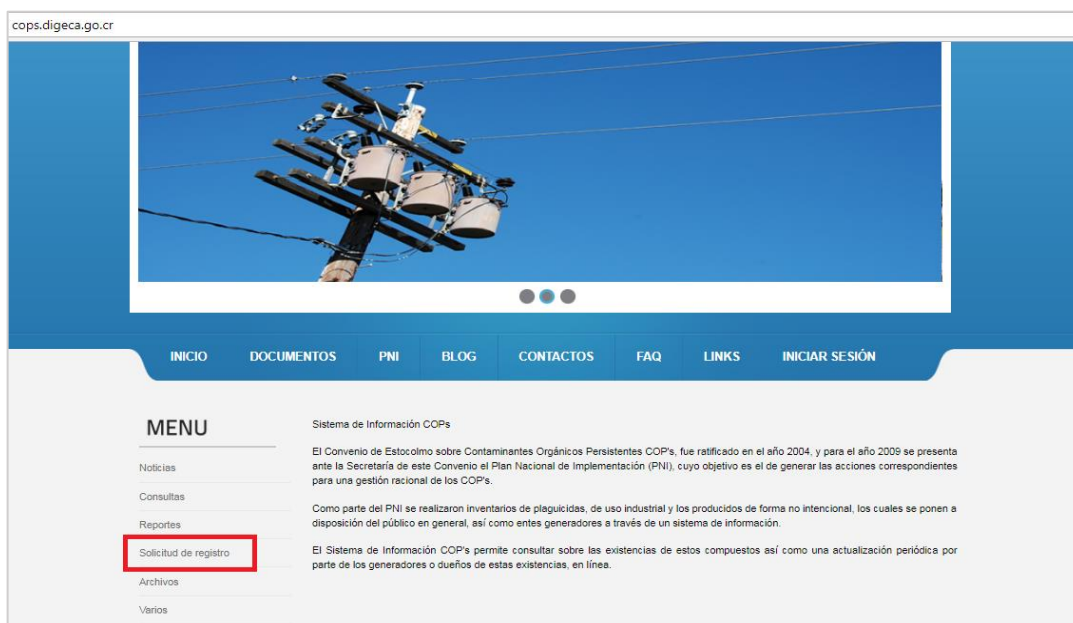 cops.digeca.go.cr
INICIO DOCUMENTOS PNI BLOG CONTACTOS FAQ LINKS INICIAR SESIÓN
MENU
Noticias
Consultas
Reportes
Solicitud de registro
Archivos
Varios
Sistema de Información COPs
El Convenio de Estocolmo sobre Contaminantes Orgánicos Persistentes COP's, fue ratificado en el año 2004, y para el año 2009 se presenta
ante la Secretaría de este Convenio el Plan Nacional de Implementación (PNI), cuyo objetivo es el de generar las acciones correspondientes
para una gestión racional de los COP's.
Como parte del PNI se realizaron inventarios de plaguicidas, de uso industrial y los producidos de forma no intencional, los cuales se ponen a
disposición del público en general, así como entes generadores a través de un sistema de información.
El Sistema de Información COP's permite consultar sobre las existencias de estos compuestos así como una actualización periódica por
parte de los generadores o dueños de estas existencias, en línea.